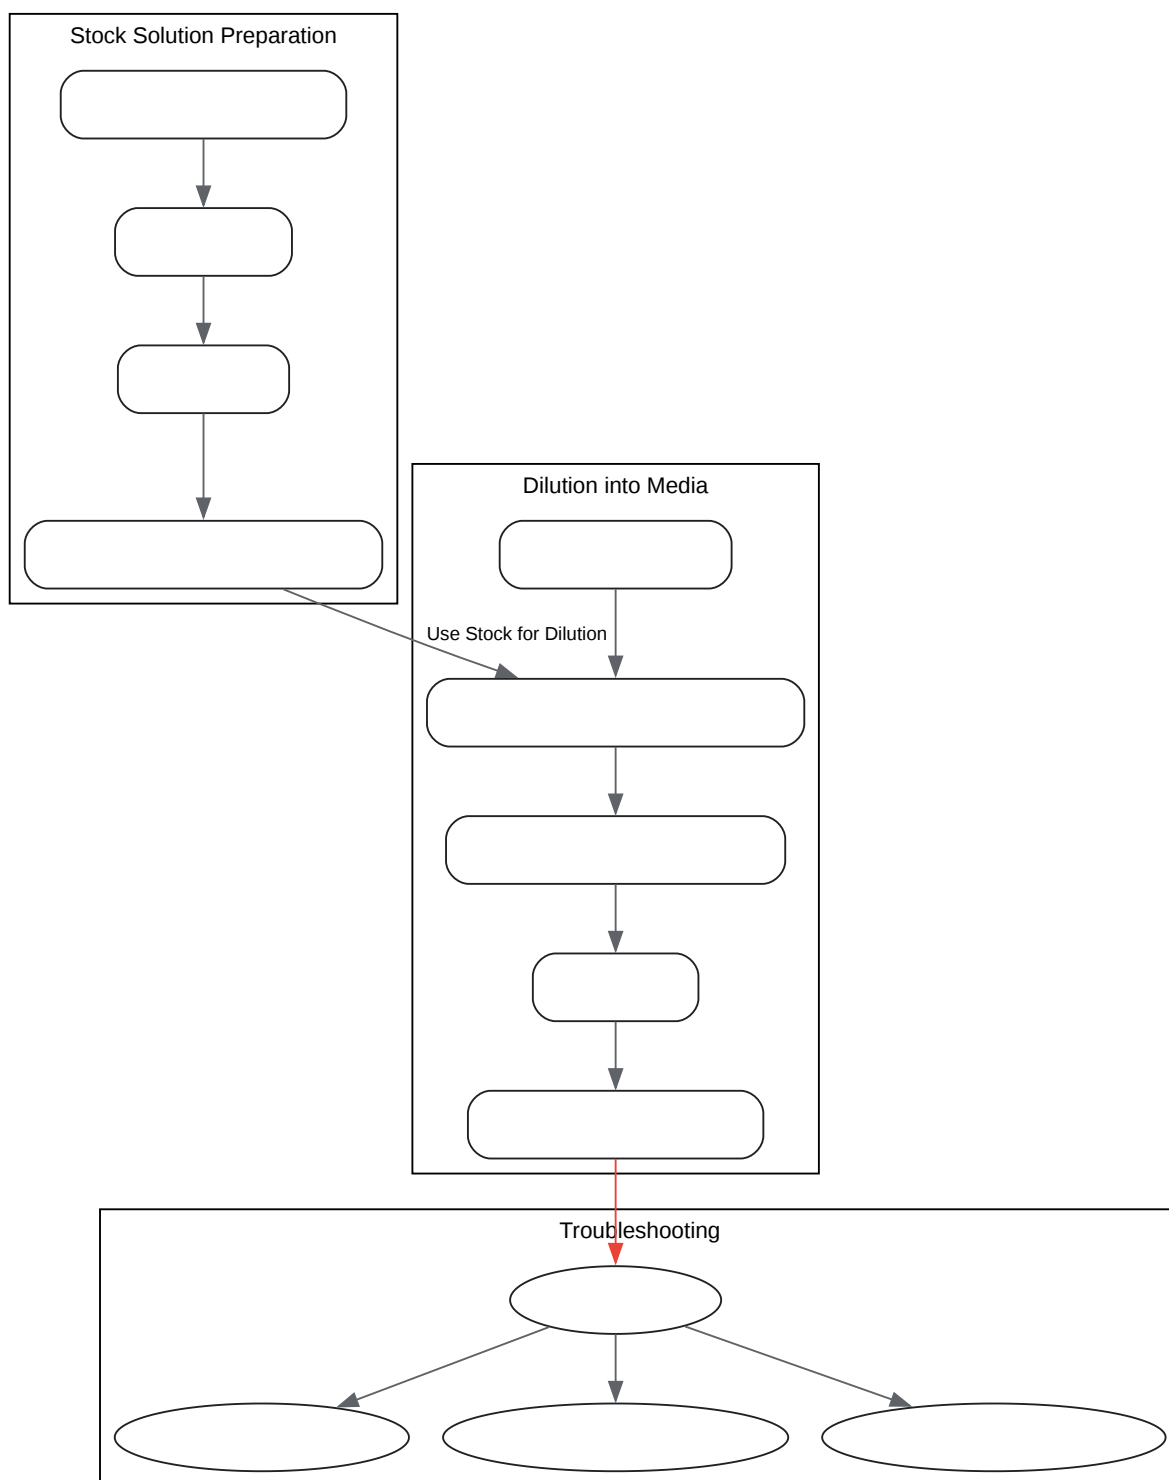 Stock Solution Preparation
Dilution into Media
Use Stock for Dilution
Troubleshooting